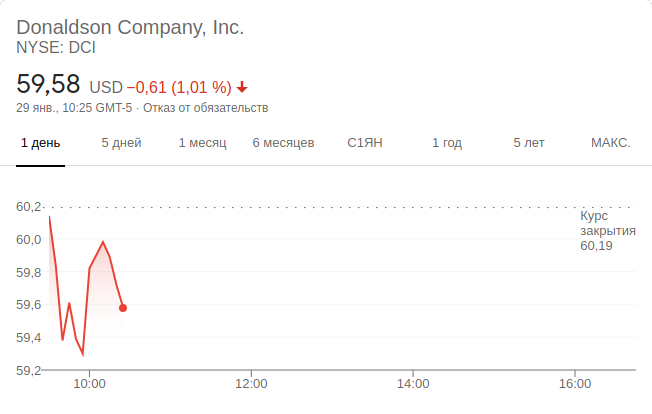 Donaldson Company, Inc.
NYSE: DCI
59,58 USD −0,61 (1,01 %)
29 янв., 10:25 GMT-5 · Отказ от обязательств
1 день 5 дней 1 месяц 6 месяцев С1ЯН 1 год 5 лет МАКС.
60,2
60,0
59,8
59,6
59,4
59,2
Курс
закрытия
60,19
10:00 12:00 14:00 16:00